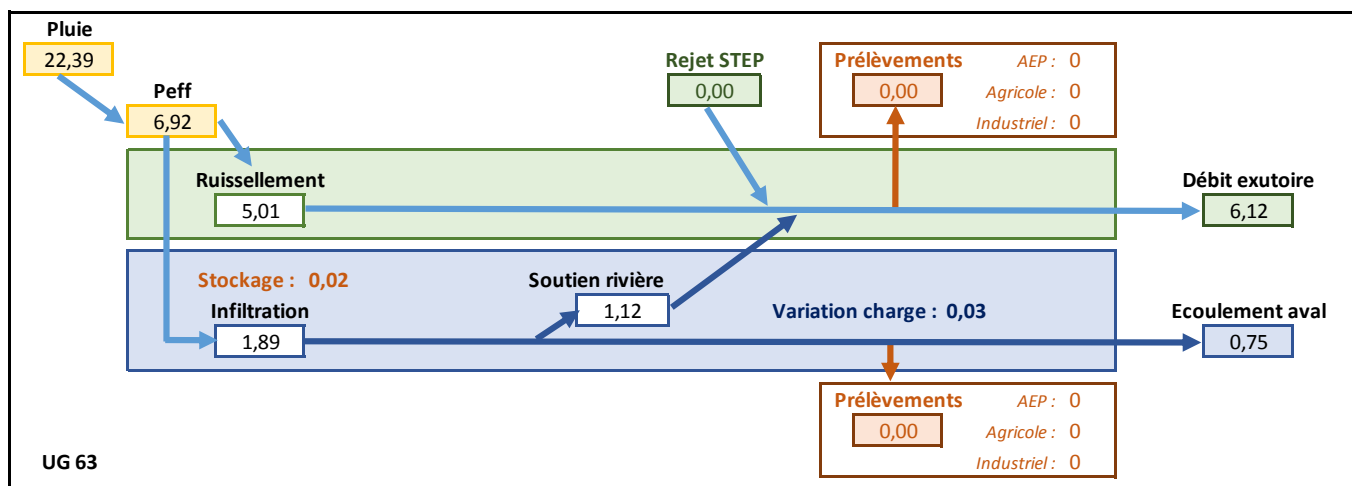 Pluie
22,39
Peff
6,92
Rejet STEP
0,00
Prélèvements
0,00
AEP : 0
Agricole : 0
Industriel : 0
Ruissellement
5,01
Débit exutoire
6,12
Stockage : 0,02
Infiltration
1,89
Soutien rivière
1,12
Variation charge : 0,03
Ecoulement aval
0,75
Prélèvements
0,00
AEP : 0
Agricole : 0
Industriel : 0
UG 63